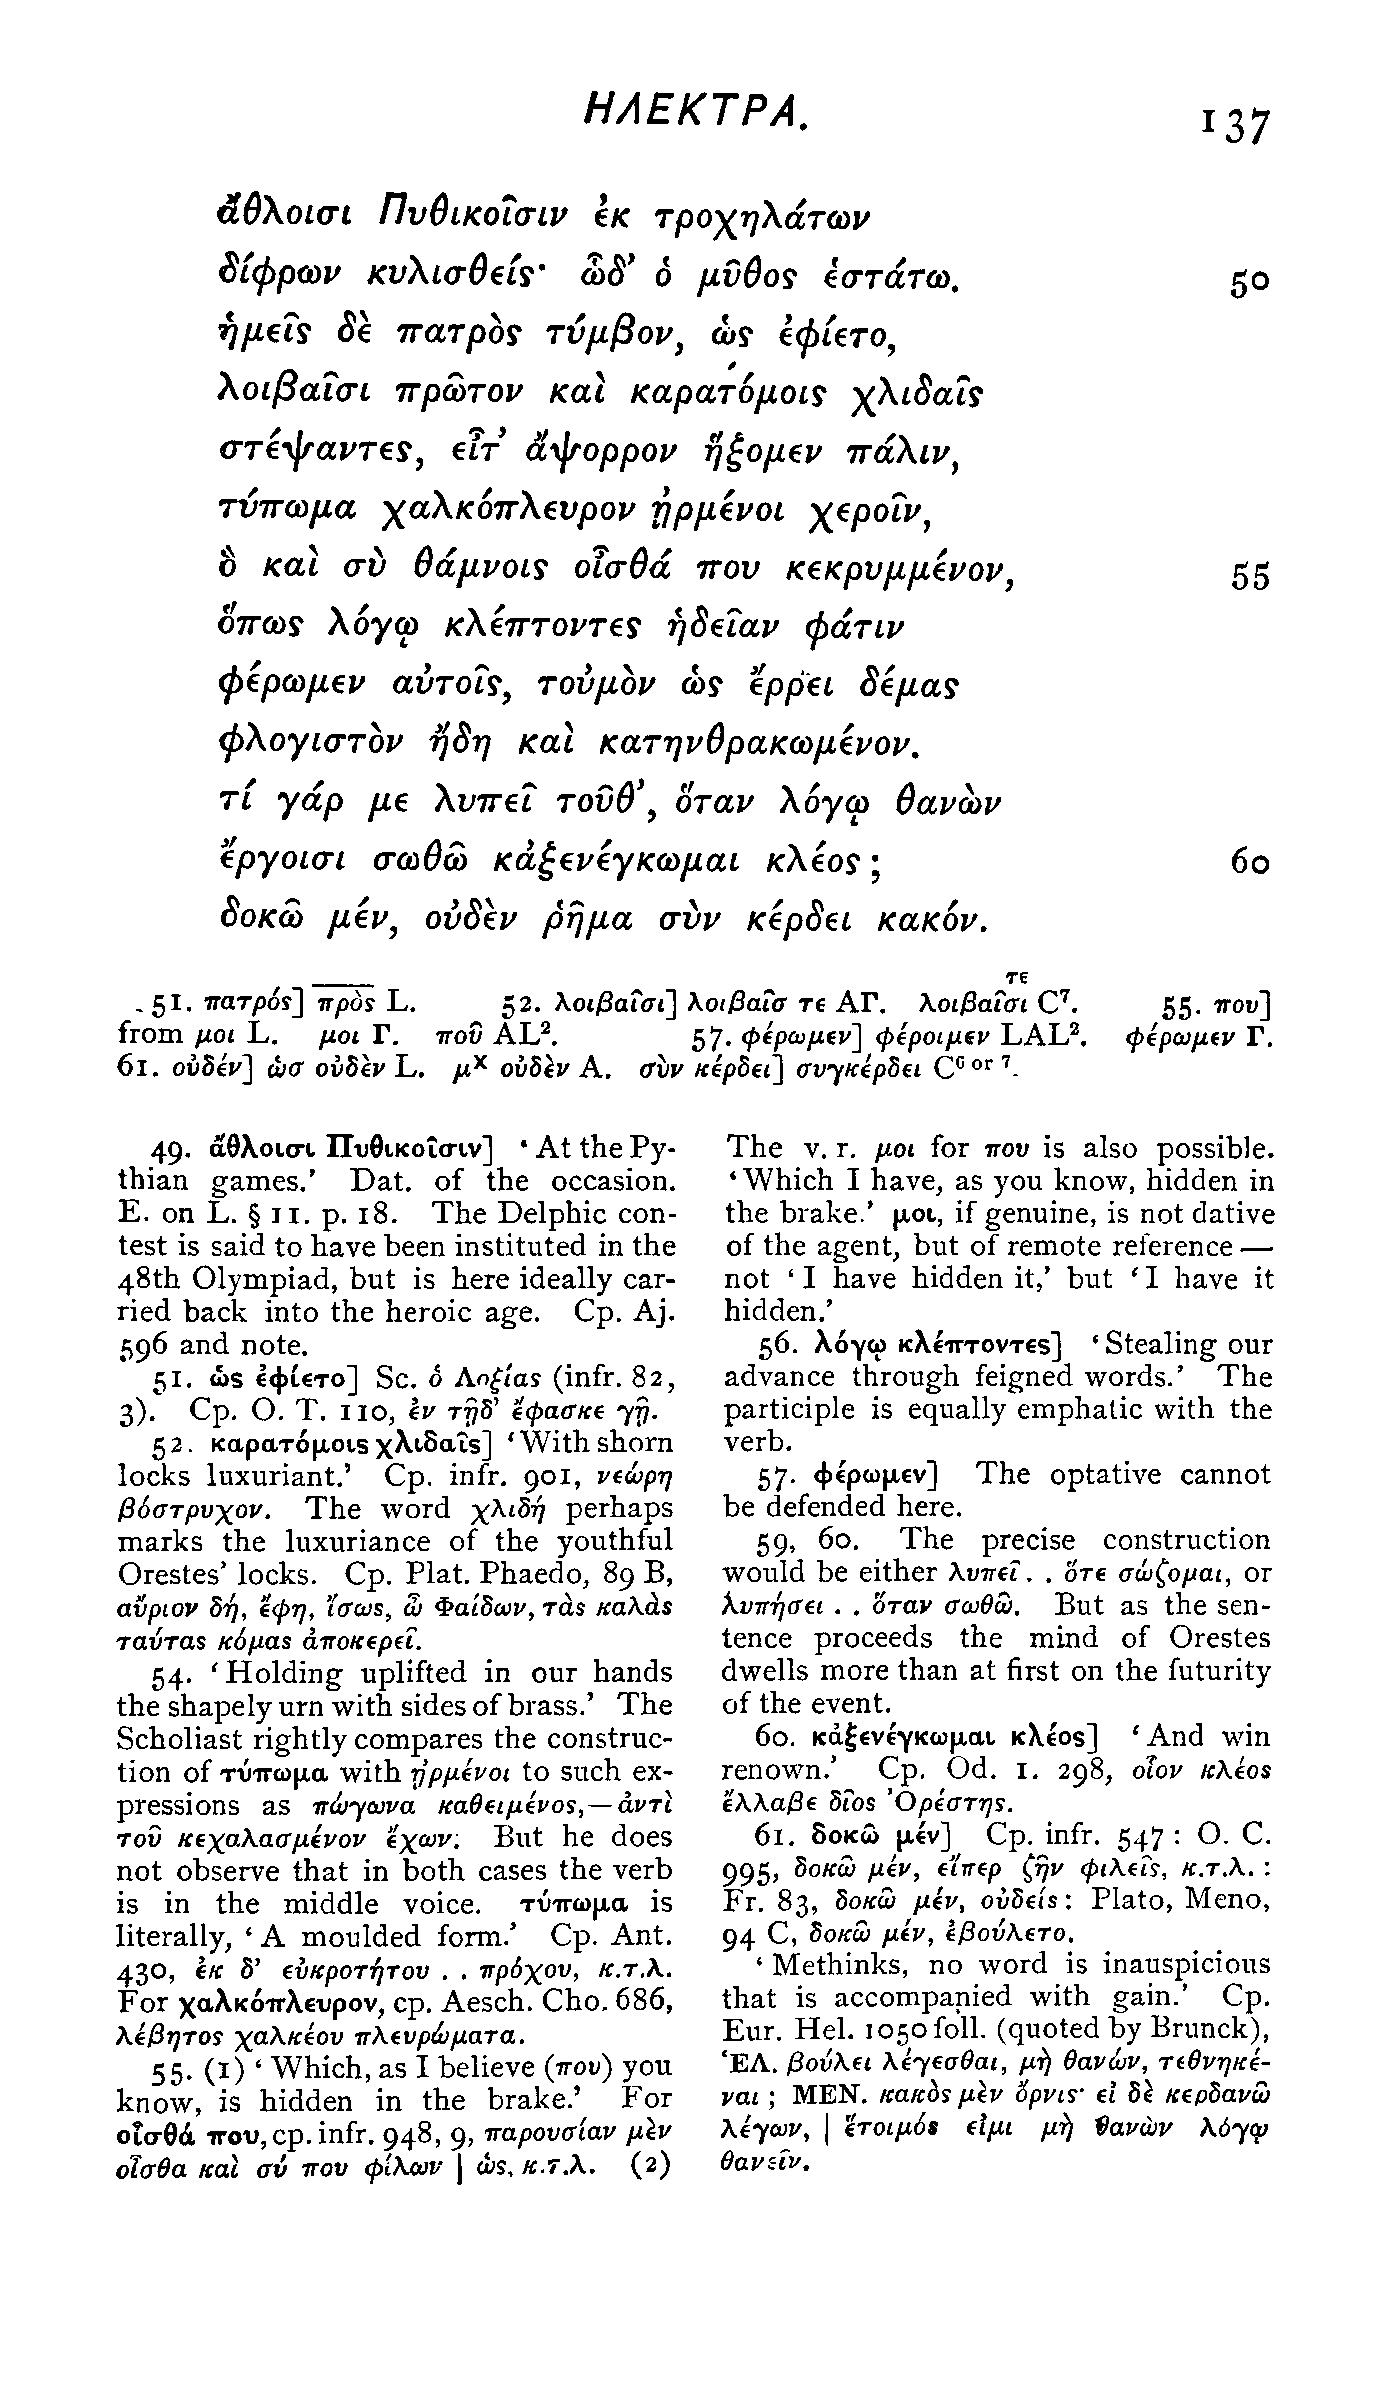 ΗΛΕΚΤΡΑ.
137
ἄθλοισι Πυθικοῖσιν ἐκ τροχηλάτων
δίφρων κυλισθείς· ὧδ' ὁ μῦθος ἑστάτω. 50
ἡμεῖς δὲ πατρὸς τύμβον, ὡς ἐφίετο,
λοιβαῖσι πρῶτον καὶ καρατόμοις χλιδαῖς
στέψαντες, εἶτ' ἄψορρον ἥξομεν πάλιν,
τύπωμα χαλκόπλευρον ᾐρμένοι χεροῖν,
ὃ καὶ σὺ θάμνοις οἶσθά που κεκρυμμένον, 55
ὅπως λόγῳ κλέπτοντες ἡδεῖαν φάτιν
φέρωμεν αὐτοῖς, τοὐμὸν ὡς ἔρρει δέμας
φλογιστὸν ἤδη καὶ κατηνθρακωμένον.
τί γάρ με λυπεῖ τοῦθ', ὅταν λόγῳ θανὼν
ἔργοισι σωθῶ κἀξενέγκωμαι κλέος; 60
δοκῶ μέν, οὐδὲν ῥῆμα σὺν κέρδει κακόν.
51. πατρός] πρὸς L. 52. λοιβαῖσι] λοιβαῖσ τε ΑΓ. λοιβαῖσι τε C⁷. 55. που]
from μοι L. μοι Γ. ποῦ AL². 57. φέρωμεν] φέροιμεν LAL². φέρωμεν Γ.
61. οὐδέν] ὡσ οὐδὲν L. μˣ οὐδὲν A. σὺν κέρδει] συγκέρδει C⁶ ᵒʳ ⁷.
49. ἄθλοισι Πυθικοῖσιν] 'At the Py-
thian games.' Dat. of the occasion.
E. on L. § 11. p. 18. The Delphic con-
test is said to have been instituted in the
48th Olympiad, but is here ideally car-
ried back into the heroic age. Cp. Aj.
596 and note.
51. ὡς ἐφίετο] Sc. ὁ Λοξίας (infr. 82,
3). Cp. O. T. 110, ἐν τῇδ' ἔφασκε γῇ.
52. καρατόμοις χλιδαῖς] 'With shorn
locks luxuriant.' Cp. infr. 901, νεώρη
βόστρυχον. The word χλιδή perhaps
marks the luxuriance of the youthful
Orestes' locks. Cp. Plat. Phaedo, 89 B,
αὔριον δή, ἔφη, ἴσως, ὦ Φαίδων, τὰς καλὰς
ταύτας κόμας ἀποκερεῖ.
54. 'Holding uplifted in our hands
the shapely urn with sides of brass.' The
Scholiast rightly compares the construc-
tion of τύπωμα with ᾐρμένοι to such ex-
pressions as πώγωνα καθειμένος,—ἀντὶ
τοῦ κεχαλασμένον ἔχων. But he does
not observe that in both cases the verb
is in the middle voice. τύπωμα is
literally, 'A moulded form.' Cp. Ant.
430, ἐκ δ' εὐκροτήτου . . πρόχου, κ.τ.λ.
For χαλκόπλευρον, cp. Aesch. Cho. 686,
λέβητος χαλκέου πλευρώματα.
55. (1) 'Which, as I believe (που) you
know, is hidden in the brake.' For
οἶσθά που, cp. infr. 948, 9, παρουσίαν μὲν
οἶσθα καὶ σύ που φίλων | ὡς, κ.τ.λ. (2)
The v. r. μοι for που is also possible.
'Which I have, as you know, hidden in
the brake.' μοι, if genuine, is not dative
of the agent, but of remote reference—
not 'I have hidden it,' but 'I have it
hidden.'
56. λόγῳ κλέπτοντες] 'Stealing our
advance through feigned words.' The
participle is equally emphatic with the
verb.
57. φέρωμεν] The optative cannot
be defended here.
59, 60. The precise construction
would be either λυπεῖ . . ὅτε σώζομαι, or
λυπήσει . . ὅταν σωθῶ. But as the sen-
tence proceeds the mind of Orestes
dwells more than at first on the futurity
of the event.
60. κἀξενέγκωμαι κλέος] 'And win
renown.' Cp. Od. 1. 298, οἷον κλέος
ἔλλαβε δῖος Ὀρέστης.
61. δοκῶ μέν] Cp. infr. 547: O. C.
995, δοκῶ μέν, εἴπερ ζῆν φιλεῖς, κ.τ.λ.:
Fr. 83, δοκῶ μέν, οὐδείς: Plato, Meno,
94 C, δοκῶ μέν, ἐβούλετο.
'Methinks, no word is inauspicious
that is accompanied with gain.' Cp.
Eur. Hel. 1050 foll. (quoted by Brunck),
ἙΛ. βούλει λέγεσθαι, μὴ θανών, τεθνηκέ-
ναι; ΜΕΝ. κακὸς μὲν ὄρνις· εἰ δὲ κερδανῶ
λέγων, | ἕτοιμός εἰμι μὴ θανὼν λόγῳ
θανεῖν.